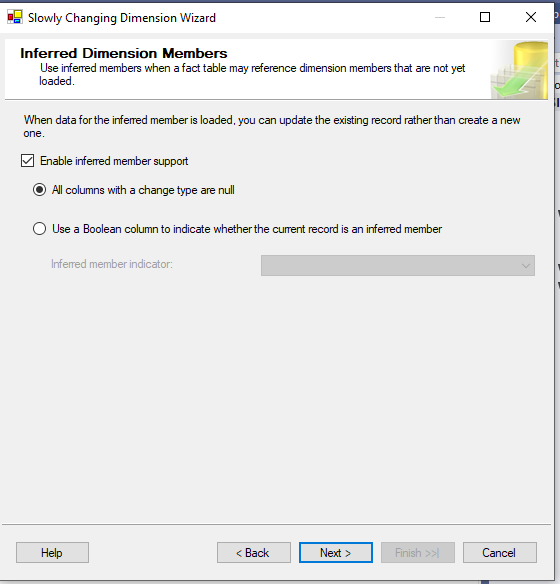 Slowly Changing Dimension Wizard
Inferred Dimension Members
Use inferred members when a fact table may reference dimension members that are not yet
loaded.
When data for the inferred member is loaded, you can update the existing record rather than create a new
one.
Enable inferred member support
All columns with a change type are null
Use a Boolean column to indicate whether the current record is an inferred member
Inferred member indicator:
Help
< Back
Next >
Finish >>|
Cancel